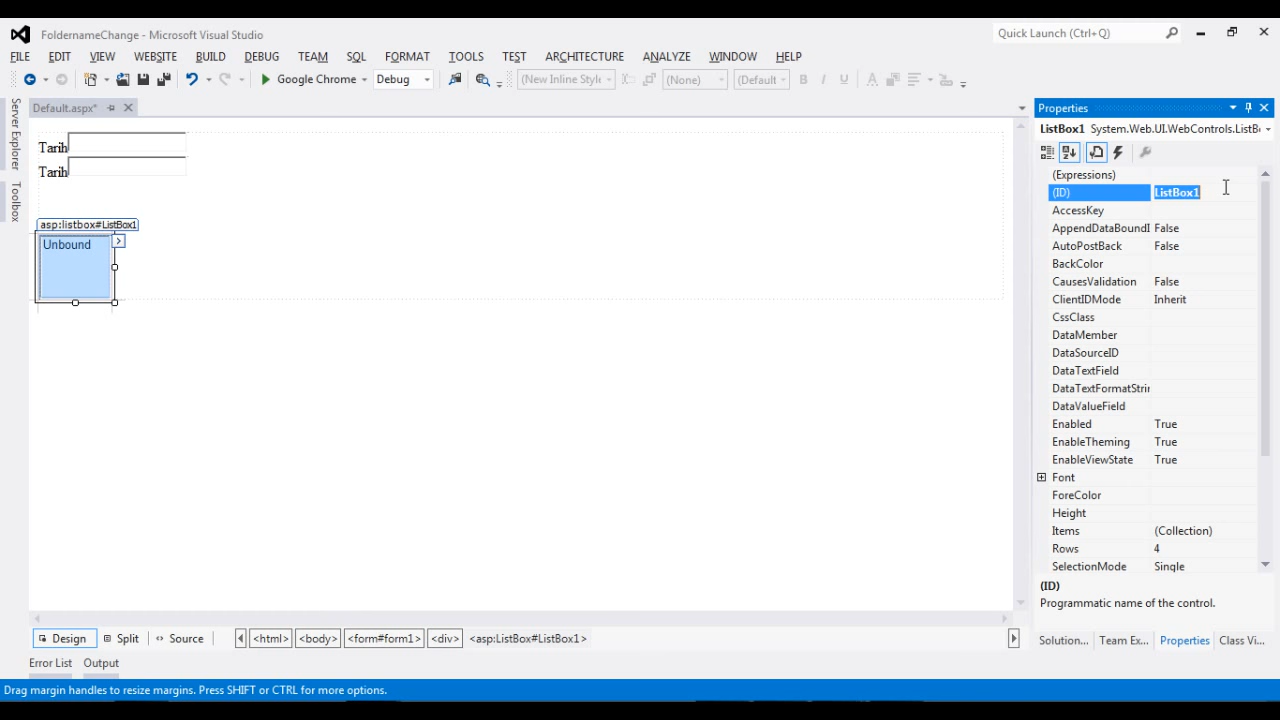 FoldernameChange - Microsoft Visual Studio
Quick Launch (Ctrl+Q)
FILE EDIT VIEW WEBSITE BUILD DEBUG TEAM SQL FORMAT TOOLS TEST ARCHITECTURE ANALYZE WINDOW HELP
Google Chrome Debug (New Inline Style (None) (Default B I U A
Default.aspx*
Server Explorer
Toolbox
Tarih
Tarih
asp:listbox#ListBox1
Unbound
Properties
ListBox1 System.Web.UI.WebControls.ListB
(Expressions)
(ID) ListBox1
AccessKey
AppendDataBoundI False
AutoPostBack False
BackColor
CausesValidation False
ClientIDMode Inherit
CssClass
DataMember
DataSourceID
DataTextField
DataTextFormatStrin
DataValueField
Enabled True
EnableTheming True
EnableViewState True
Font
ForeColor
Height
Items (Collection)
Rows 4
SelectionMode Single
(ID)
Programmatic name of the control.
Solution... Team Ex... Properties Class Vi...
Design Split Source <html> <body> <form#form1> <div> <asp:ListBox#ListBox1>
Error List Output
Drag margin handles to resize margins. Press SHIFT or CTRL for more options.